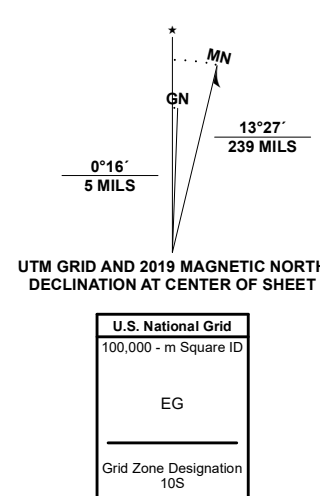 ★
MN
GN
13°27´
239 MILS
0°16´
5 MILS
UTM GRID AND 2019 MAGNETIC NORTH
DECLINATION AT CENTER OF SHEET
U.S. National Grid
100,000 - m Square ID
EG
Grid Zone Designation
10S